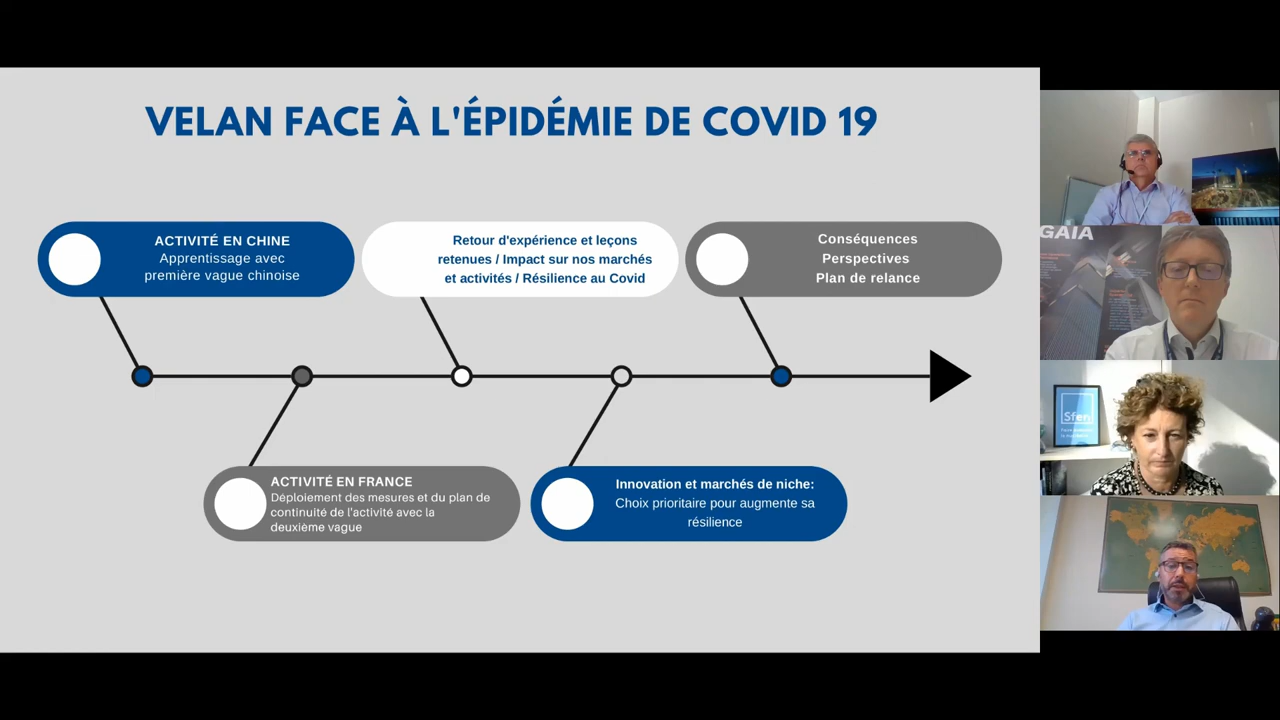 VELAN FACE À L'ÉPIDÉMIE DE COVID 19
ACTIVITÉ EN CHINE
Apprentissage avec
première vague chinoise
Retour d'expérience et leçons
retenues / Impact sur nos marchés
et activités / Résilience au Covid
Conséquences
Perspectives
Plan de relance
ACTIVITÉ EN FRANCE
Déploiement des mesures et du plan de
continuité de l'activité avec la
deuxième vague
Innovation et marchés de niche:
Choix prioritaire pour augmente sa
résilience
GAIA
Sfen